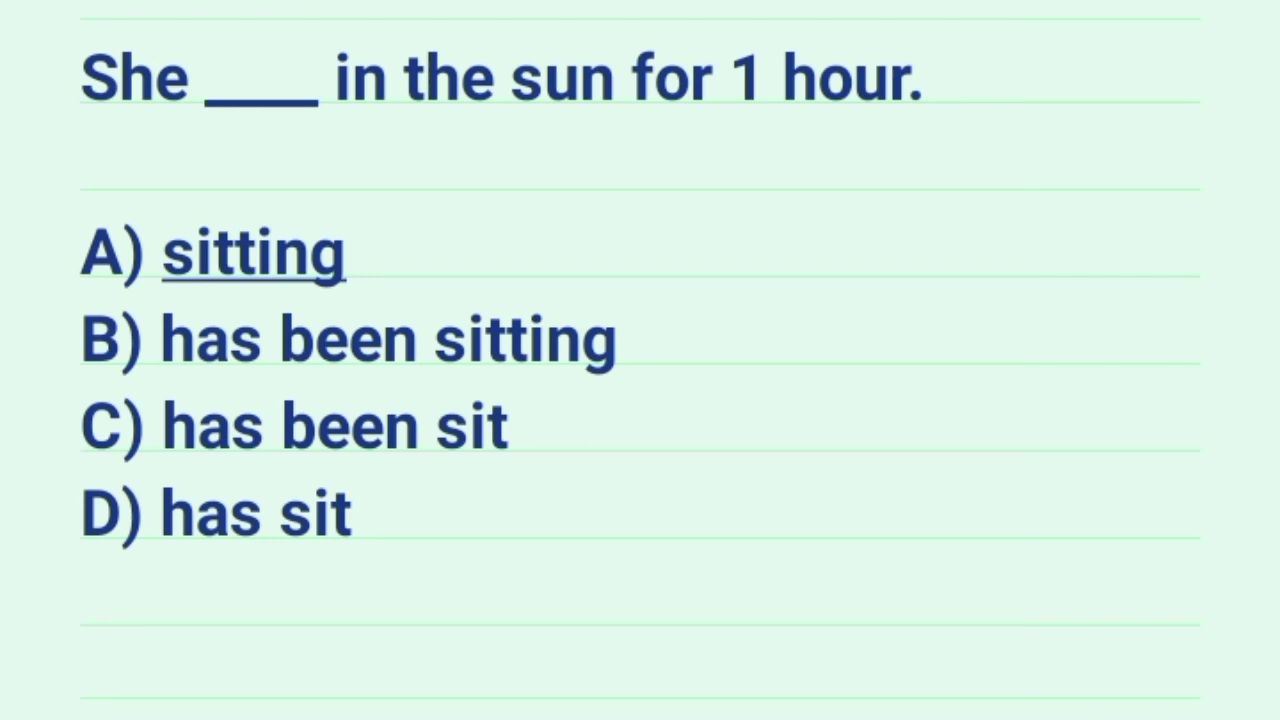 She ____ in the sun for 1 hour.
A) sitting
B) has been sitting
C) has been sit
D) has sit